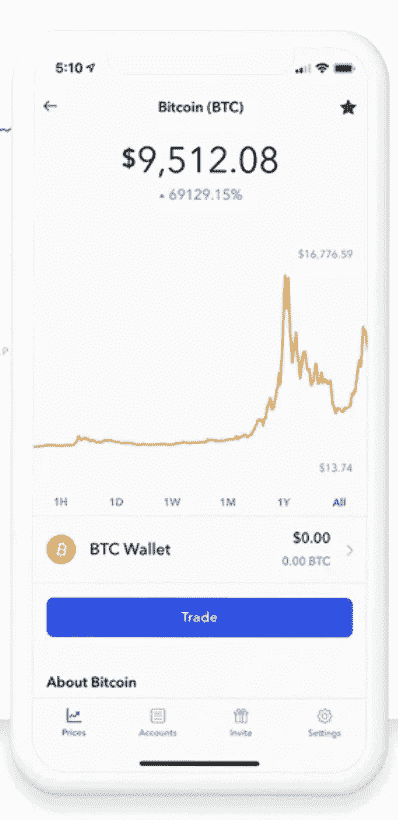 5:10
Bitcoin (BTC)
$9,512.08
69129.15%
$16,776.59
P
$13.74
1H 1D 1W 1M 1Y All
BTC Wallet $0.00
0.00 BTC
Trade
About Bitcoin
Prices Accounts Invite Settings